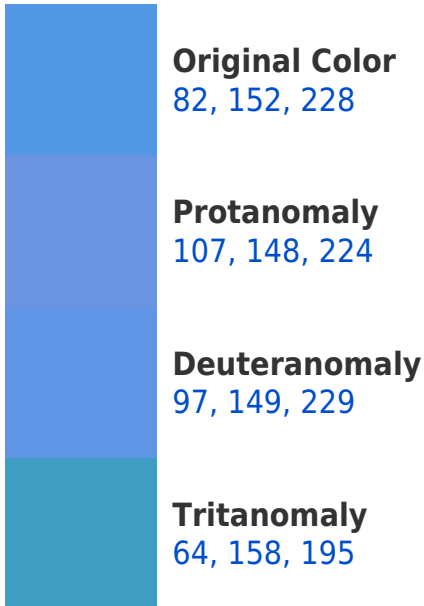 Original Color
82, 152, 228
Protanomaly
107, 148, 224
Deuteranomaly
97, 149, 229
Tritanomaly
64, 158, 195